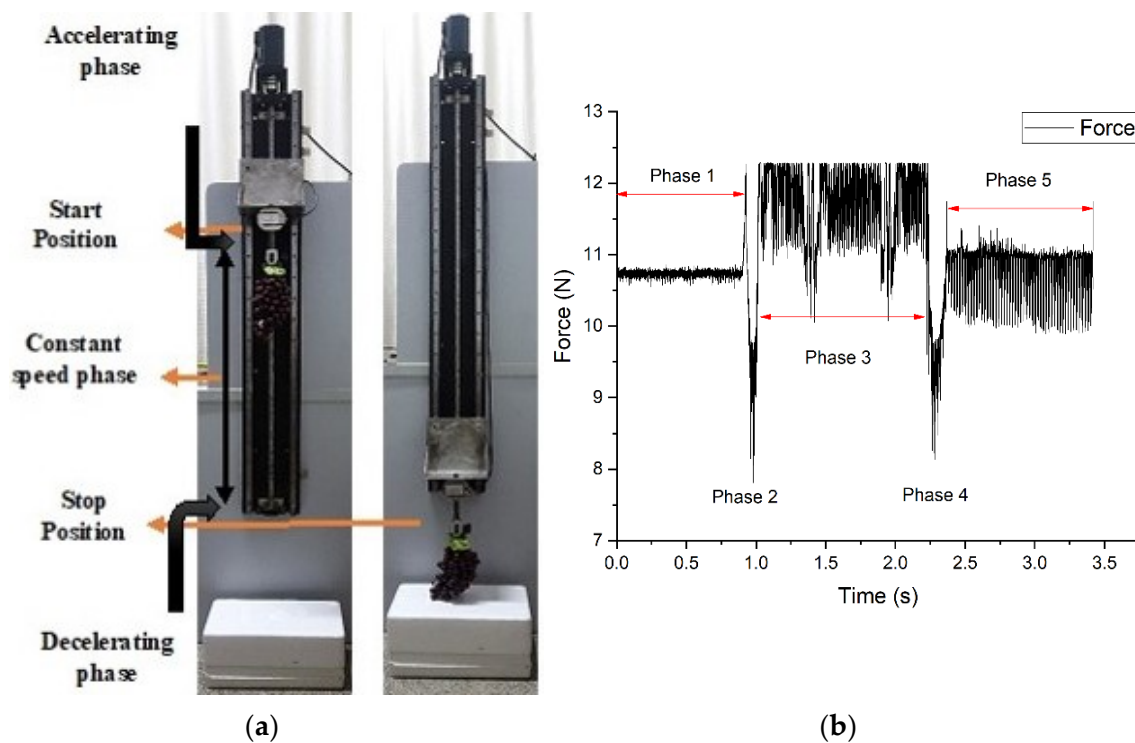 Accelerating
phase
Start
Position
Constant
speed phase
Stop
Position
Decelerating
phase
(a)
13
12
11
10
9
8
7
Force (N)
0.0 0.5 1.0 1.5 2.0 2.5 3.0 3.5
Time (s)
Force
Phase 1
Phase 5
Phase 3
Phase 2
Phase 4
(b)